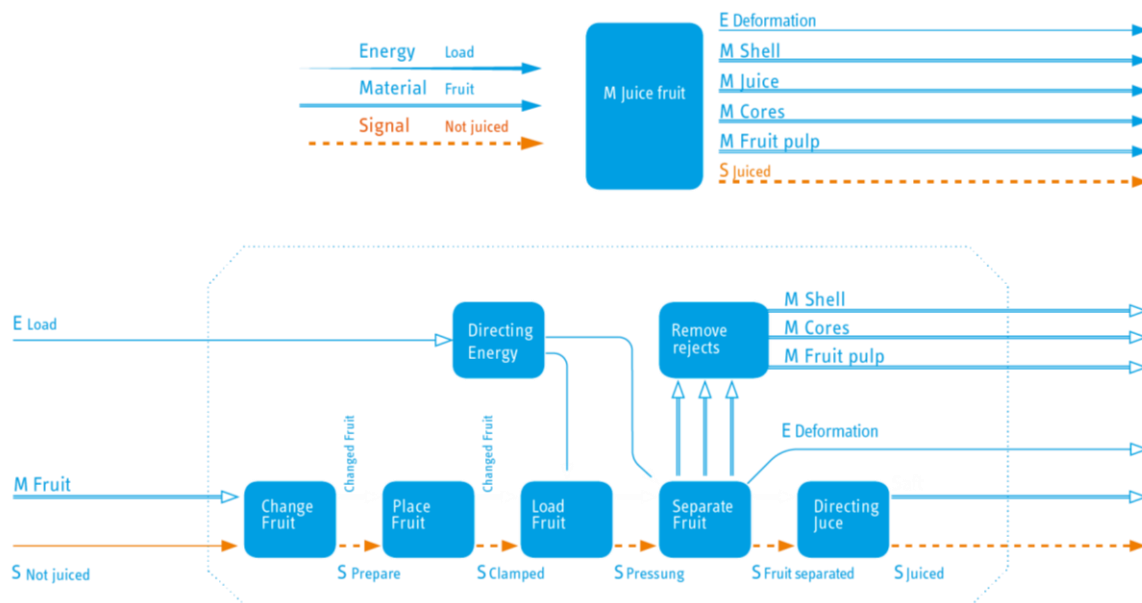 E Deformation
Energy Load
M Shell
Material Fruit
M Juice fruit
M Juice
Signal Not juiced
M Cores
M Fruit pulp
S Juiced
E Load
Directing
Energy
Remove
rejects
M Shell
M Cores
M Fruit pulp
Changed Fruit
Changed Fruit
E Deformation
M Fruit
Change
Fruit
Place
Fruit
Load
Fruit
Separate
Fruit
Directing
Juce
S Not juiced
S Prepare
S Clamped
S Pressung
S Fruit separated
S Juiced